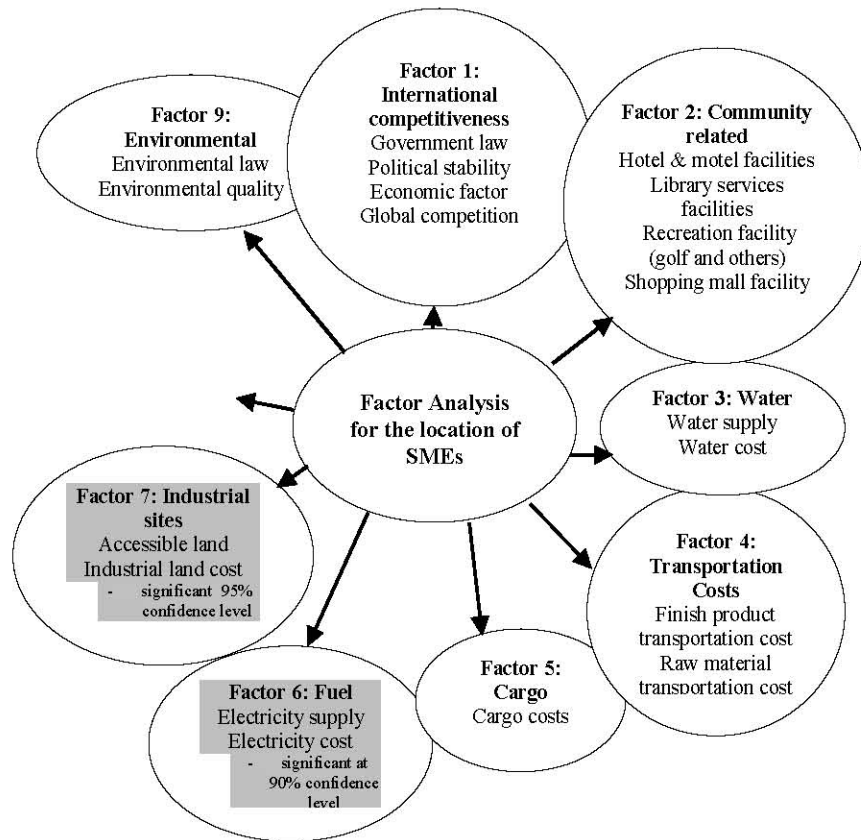 Factor 1:
International
competitiveness
Government law
Political stability
Economic factor
Global competition
Factor 2: Community
related
Hotel & motel facilities
Library services
facilities
Recreation facility
(golf and others)
Shopping mall facility
Factor 3: Water
Water supply
Water cost
Factor 4:
Transportation
Costs
Finish product
transportation cost
Raw material
transportation cost
Factor 5:
Cargo
Cargo costs
Factor 6: Fuel
Electricity supply
Electricity cost
- significant at
90% confidence
level
Factor 7: Industrial
sites
Accessible land
Industrial land cost
- significant 95%
confidence level
Factor 9:
Environmental
Environmental law
Environmental quality
Factor Analysis
for the location of
SMEs